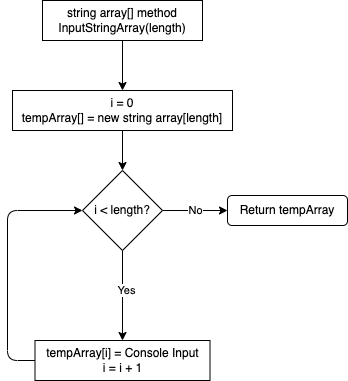 string array[] method
InputStringArray(length)
i = 0
tempArray[] = new string array[length]
i < length?
No
Return tempArray
Yes
tempArray[i] = Console Input
i = i + 1